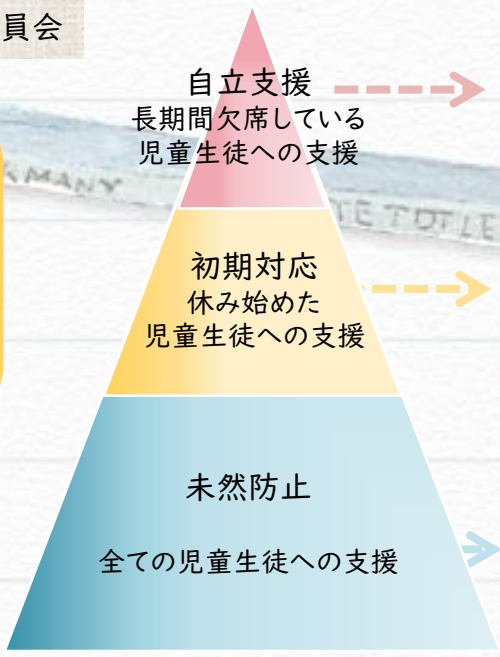 員会
自立支援
長期間欠席している
児童生徒への支援
初期対応
休み始めた
児童生徒への支援
未然防止
全ての児童生徒への支援